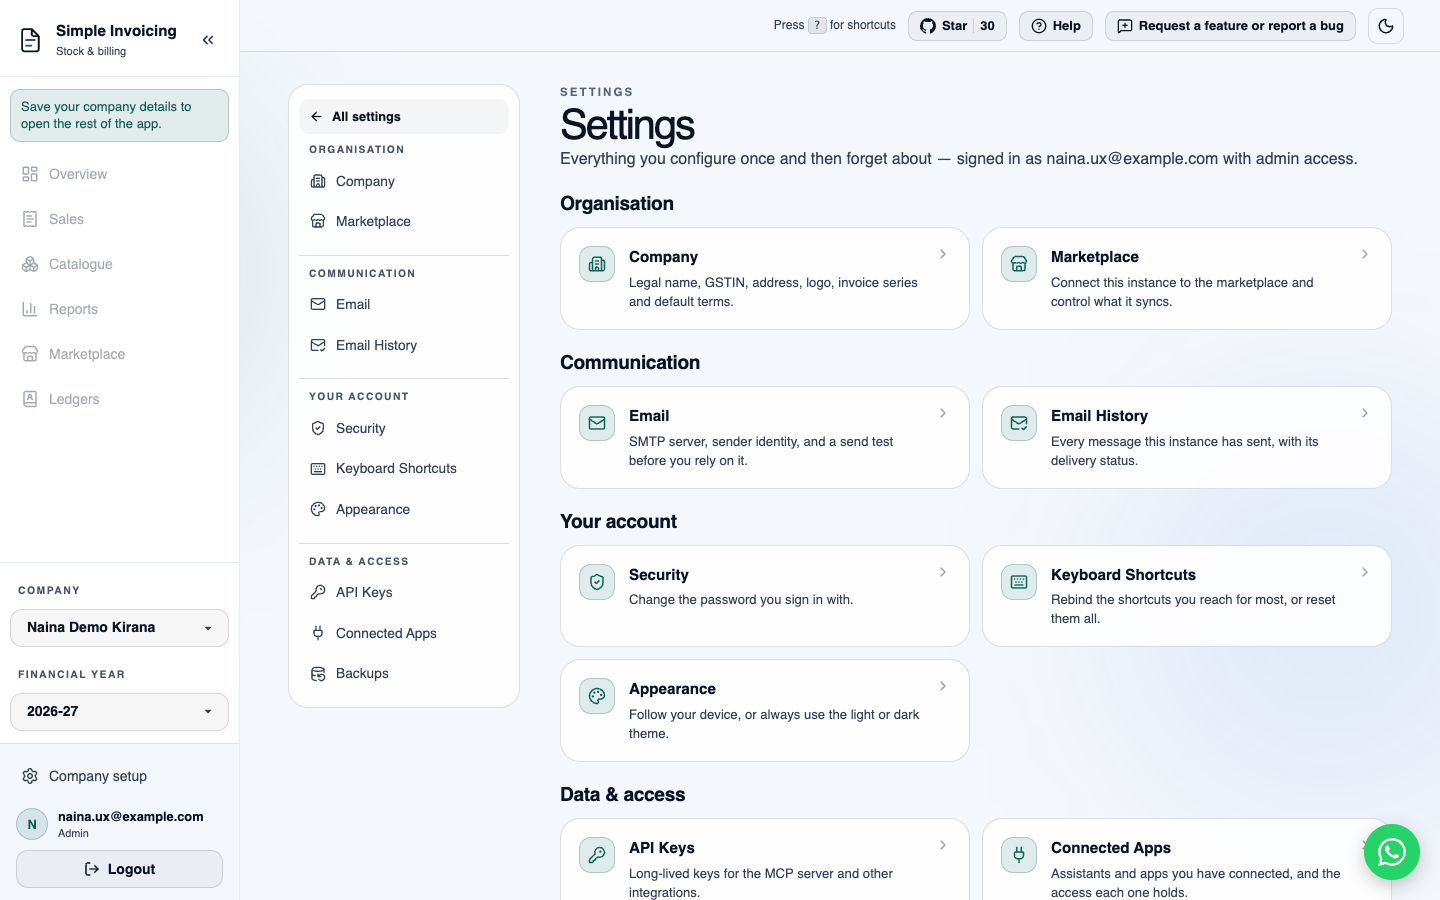 Simple Invoicing
Stock & billing
Save your company details to
open the rest of the app.
Overview
Sales
Catalogue
Reports
Marketplace
Ledgers
COMPANY
Naina Demo Kirana
FINANCIAL YEAR
2026-27
Company setup
N
naina.ux@example.com
Admin
Logout
Press ? for shortcuts
Star 30
Help
Request a feature or report a bug
All settings
ORGANISATION
Company
Marketplace
COMMUNICATION
Email
Email History
YOUR ACCOUNT
Security
Keyboard Shortcuts
Appearance
DATA & ACCESS
API Keys
Connected Apps
Backups
SETTINGS
Settings
Everything you configure once and then forget about — signed in as naina.ux@example.com with admin access.
Organisation
Company
Legal name, GSTIN, address, logo, invoice series
and default terms.
Marketplace
Connect this instance to the marketplace and
control what it syncs.
Communication
Email
SMTP server, sender identity, and a send test
before you rely on it.
Email History
Every message this instance has sent, with its
delivery status.
Your account
Security
Change the password you sign in with.
Keyboard Shortcuts
Rebind the shortcuts you reach for most, or reset
them all.
Appearance
Follow your device, or always use the light or dark
theme.
Data & access
API Keys
Long-lived keys for the MCP server and other
integrations.
Connected Apps
Assistants and apps you have connected, and the
access each one holds.